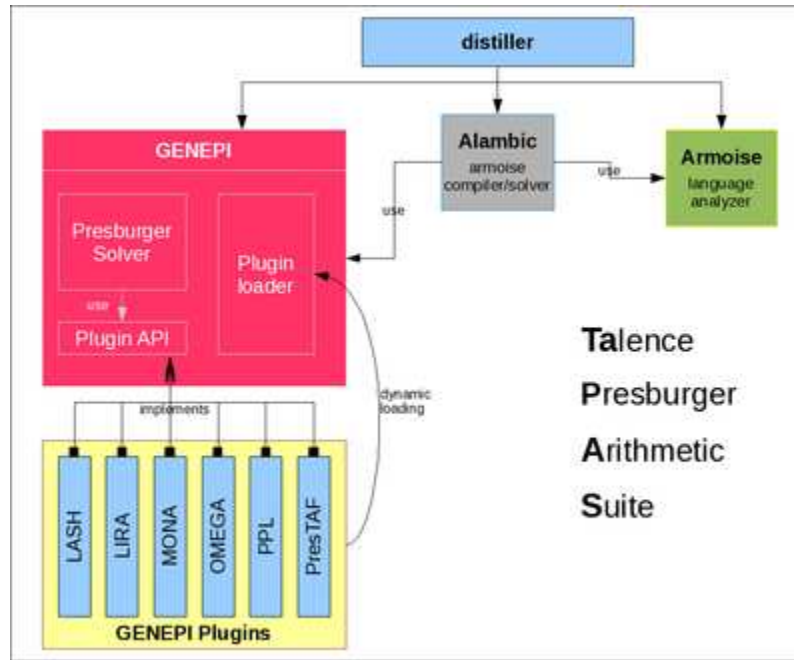 distiller
GENEPI
Alambic
armoise
compiler/solver
Armoise
language
analyzer
use
use
Presburger
Solver
Plugin
loader
use
Plugin API
implements
dynamic
loading
Talence
Presburger
Arithmetic
Suite
LASH
LIRA
MONA
OMEGA
PPL
PresTAF
GENEPI Plugins